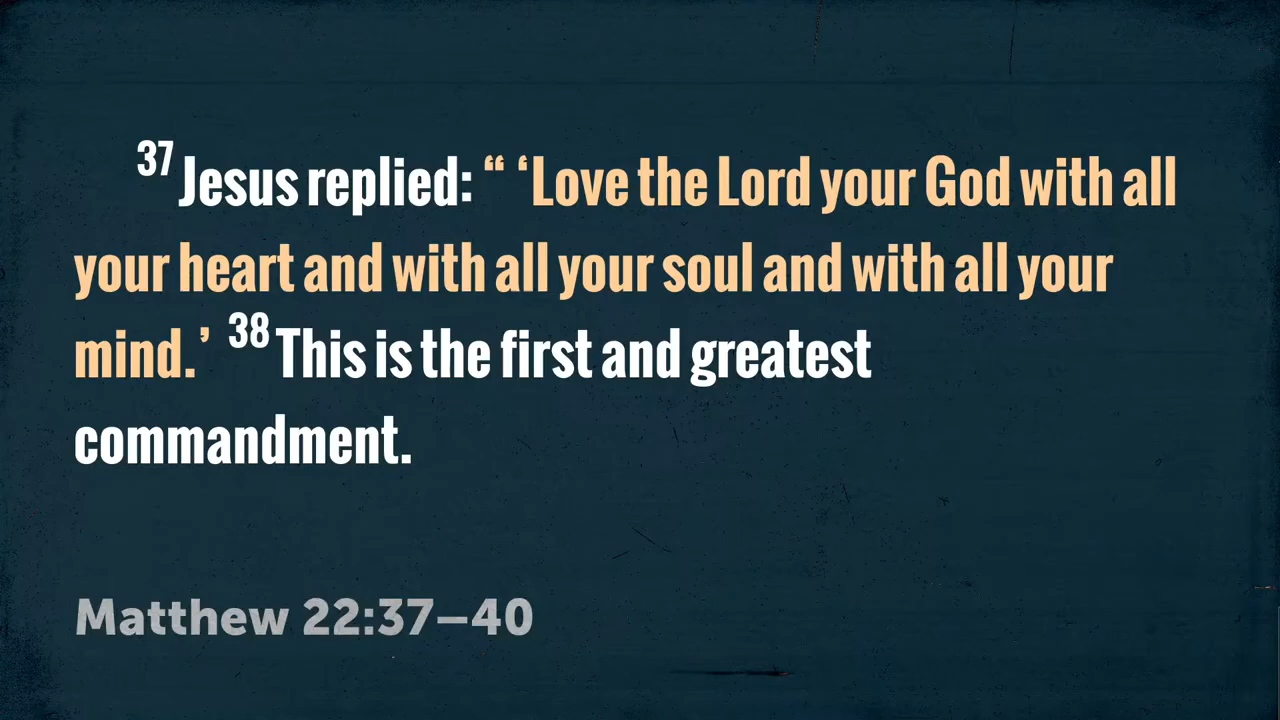 37 Jesus replied: “ ‘Love the Lord your God with all
your heart and with all your soul and with all your
mind.’ 38 This is the first and greatest
commandment.
Matthew 22:37–40